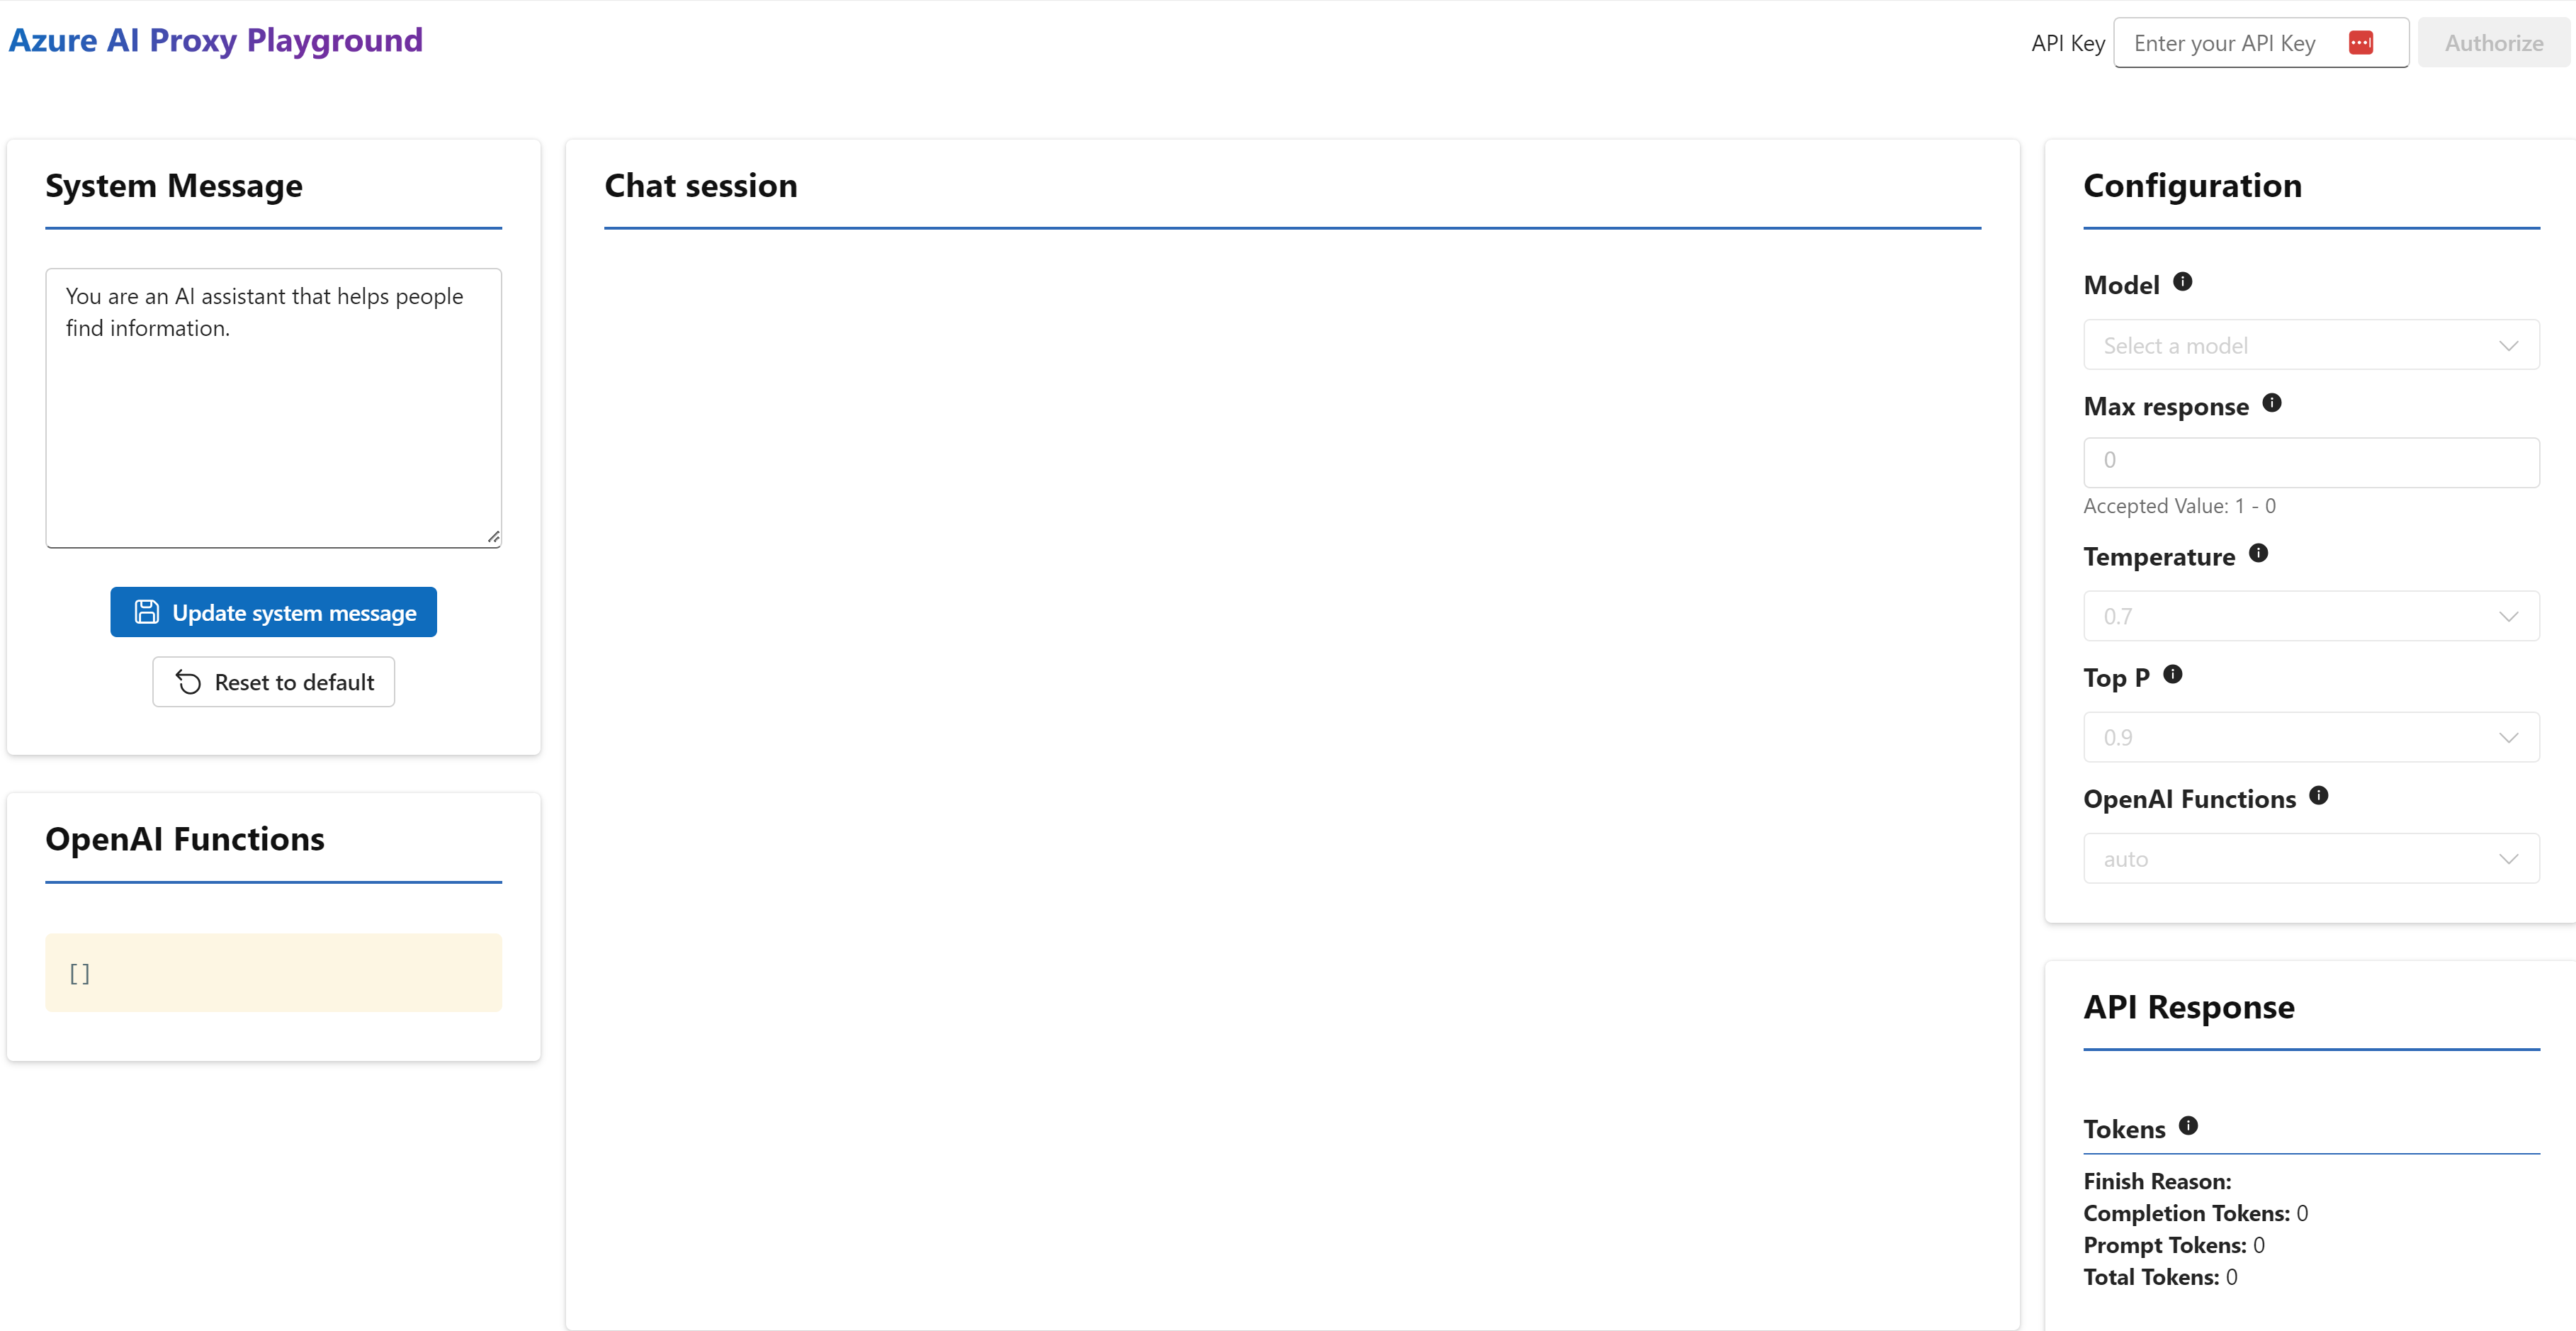 Azure AI Proxy Playground
API Key
Enter your API Key
Authorize
System Message
You are an AI assistant that helps people
find information.
Update system message
Reset to default
OpenAI Functions
[]
Chat session
Configuration
Model
Select a model
Max response
0
Accepted Value: 1 - 0
Temperature
0.7
Top P
0.9
OpenAI Functions
auto
API Response
Tokens
Finish Reason:
Completion Tokens: 0
Prompt Tokens: 0
Total Tokens: 0